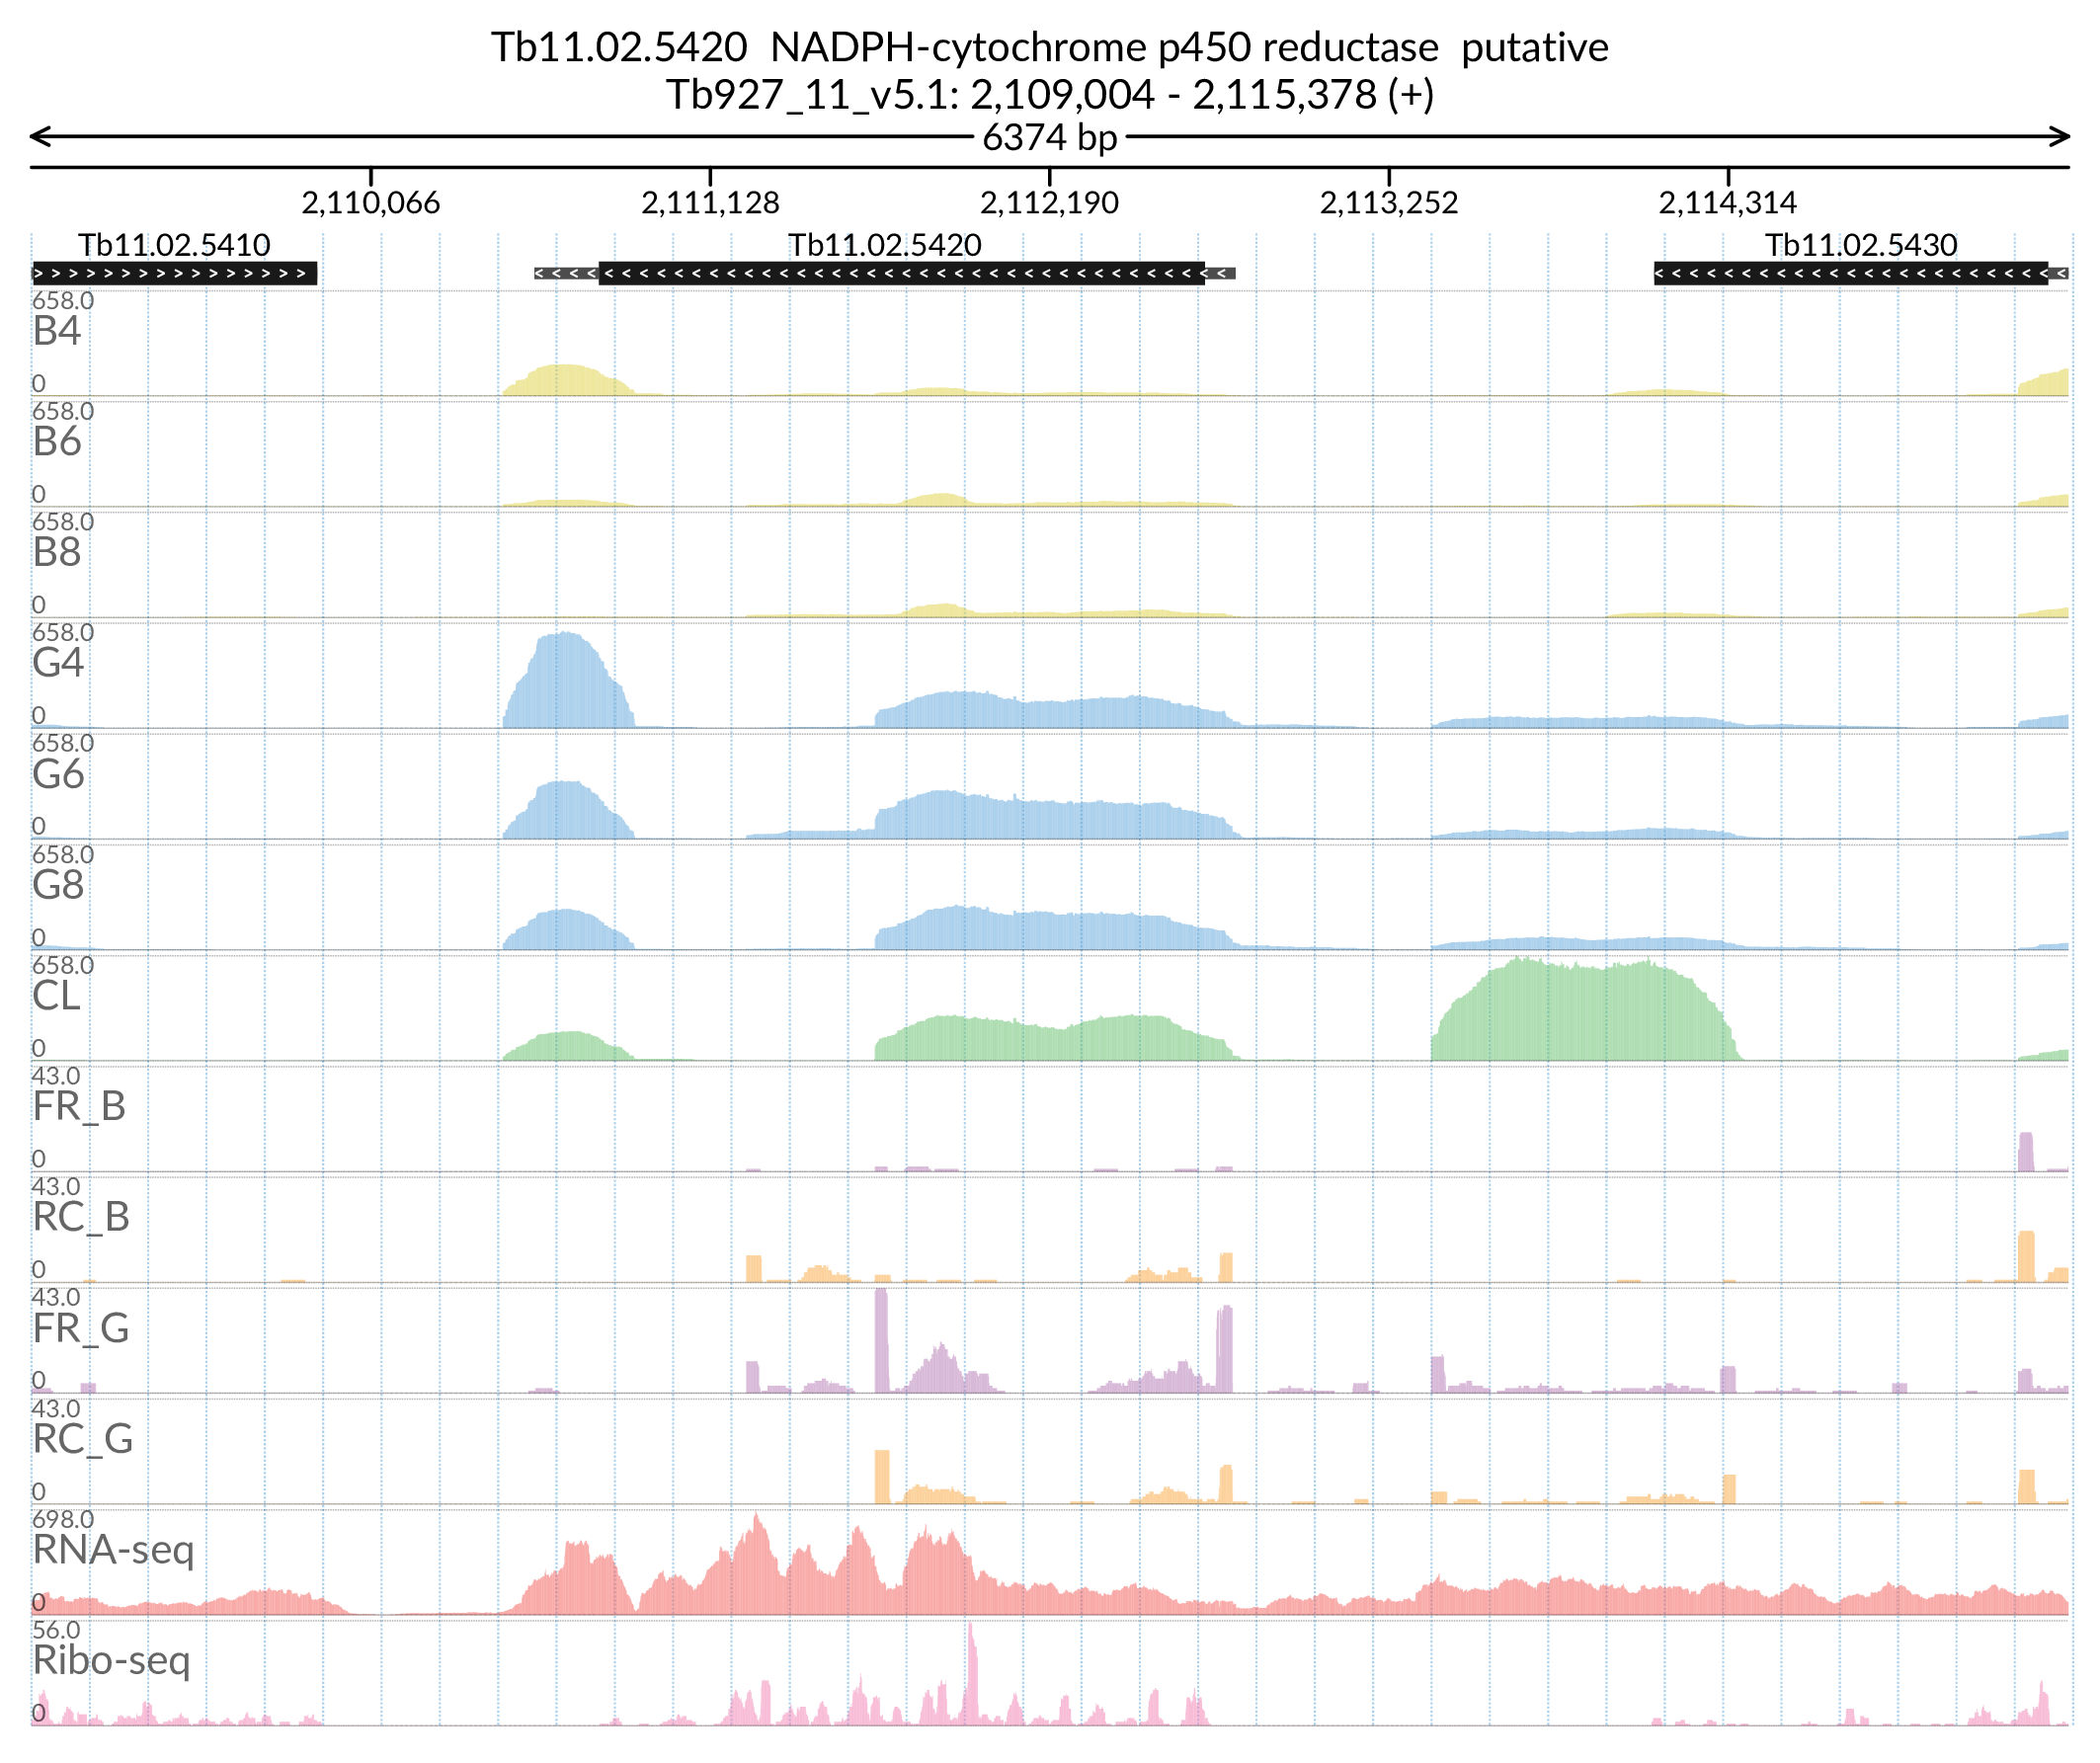 Tb11.02.5420 NADPH-cytochrome p450 reductase putative
Tb927_11_v5.1: 2,109,004 - 2,115,378 (+)
6374 bp
2,110,066 2,111,128 2,112,190 2,113,252 2,114,314
Tb11.02.5410 Tb11.02.5420 Tb11.02.5430
658.0
B4
0
658.0
B6
0
658.0
B8
0
658.0
G4
0
658.0
G6
0
658.0
G8
0
658.0
CL
0
43.0
FR_B
0
43.0
RC_B
0
43.0
FR_G
0
43.0
RC_G
0
698.0
RNA-seq
0
56.0
Ribo-seq
0